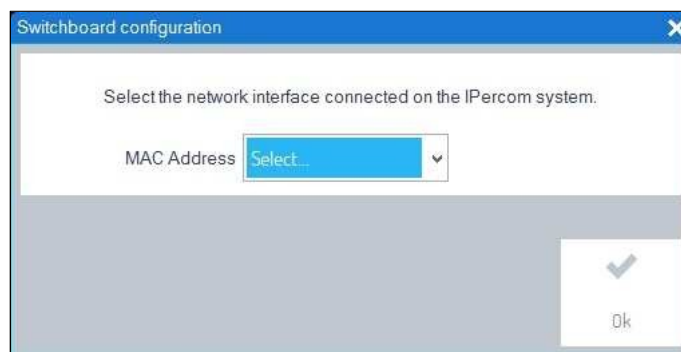 Switchboard configuration
Select the network interface connected on the IPercom system.
MAC Address Select...
Ok